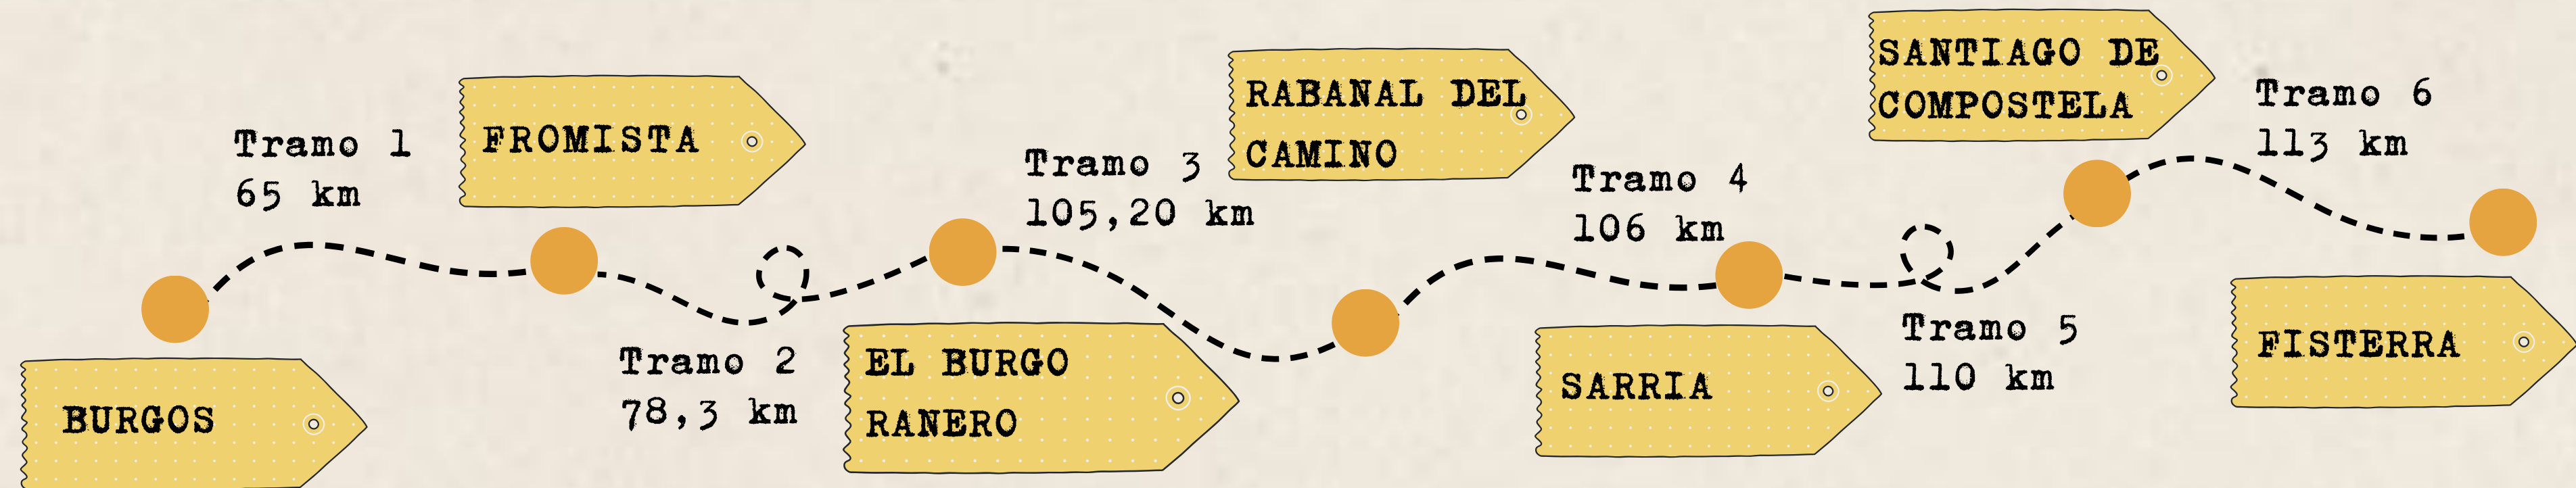 BURGOS
Tramo 1
65 km
FROMISTA
Tramo 2
78,3 km
EL BURGO
RANERO
Tramo 3
105,20 km
RABANAL DEL
CAMINO
Tramo 4
106 km
SARRIA
Tramo 5
110 km
SANTIAGO DE
COMPOSTELA
Tramo 6
113 km
FISTERRA